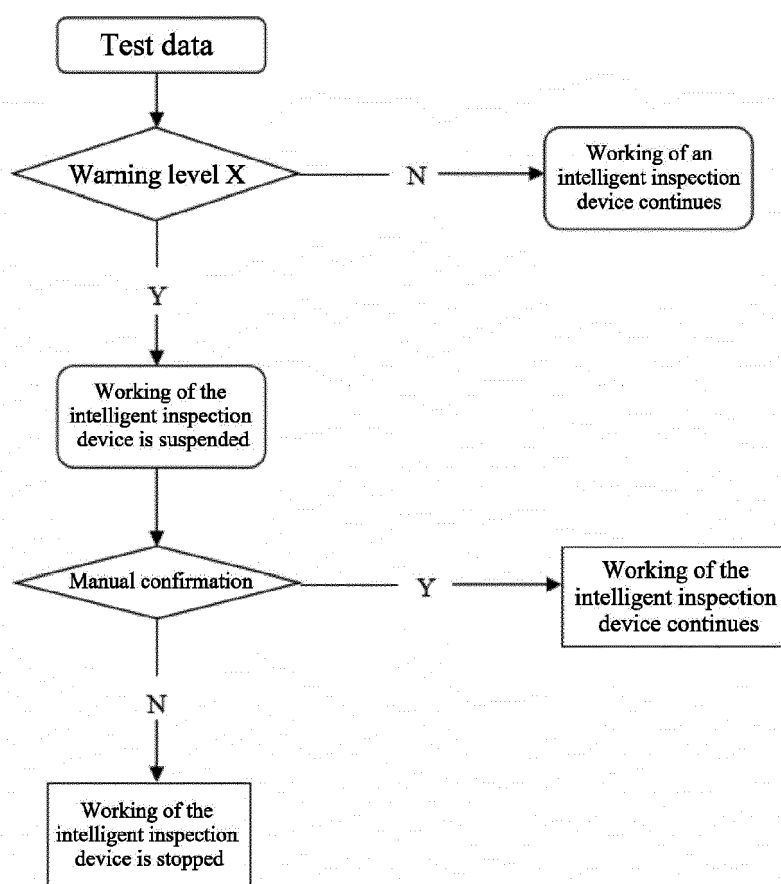 Test data
Warning level X
N
Working of an
intelligent inspection
device continues
Y
Working of the
intelligent inspection
device is suspended
Manual confirmation
Y
Working of the
intelligent inspection
device continues
N
Working of the
intelligent inspection
device is stopped